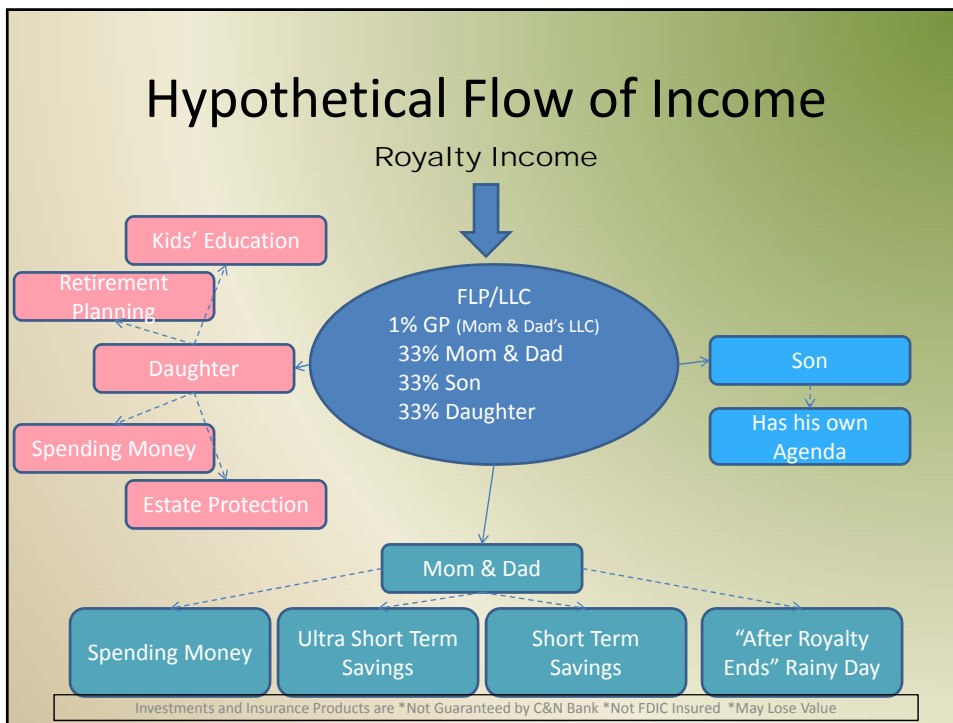 Hypothetical Flow of Income
Royalty Income
Kids’ Education
Retirement
Planning
Daughter
Spending Money
Estate Protection
FLP/LLC
1% GP (Mom & Dad’s LLC)
33% Mom & Dad
33% Son
33% Daughter
Son
Has his own
Agenda
Mom & Dad
Spending Money
Ultra Short Term
Savings
Short Term
Savings
“After Royalty
Ends” Rainy Day
Investments and Insurance Products are *Not Guaranteed by C&N Bank *Not FDIC Insured *May Lose Value